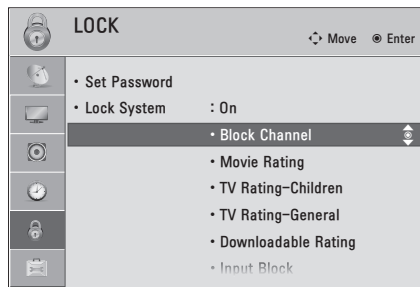 LOCK
Move Enter
• Set Password
• Lock System : On
• Block Channel
• Movie Rating
• TV Rating-Children
• TV Rating-General
• Downloadable Rating
• Input Block